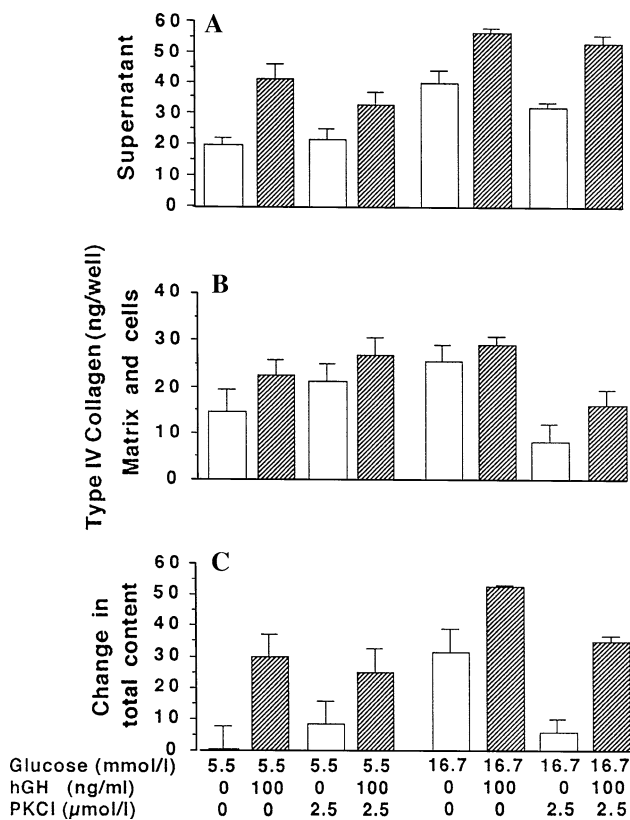 A
60
50
40
30
20
10
0
Supernatant
B
40
30
20
10
0
Type IV Collagen (ng/well)
Matrix and cells
C
60
50
40
30
20
10
0
Change in
total content
Glucose (mmol/l) 5.5 5.5 5.5 5.5 16.7 16.7 16.7 16.7
hGH (ng/ml) 0 100 0 100 0 100 0 100
PKCI (µmol/l) 0 0 2.5 2.5 0 0 2.5 2.5